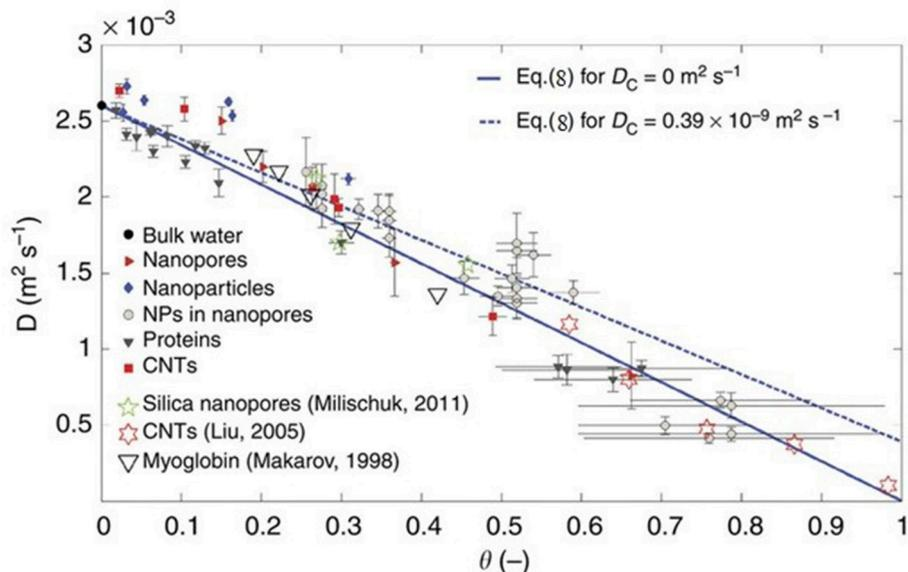 × 10⁻³
3
2.5
2
1.5
1
0.5
D (m² s⁻¹)
Eq.(8) for D_C = 0 m² s⁻¹
Eq.(8) for D_C = 0.39 × 10⁻⁹ m² s⁻¹
Bulk water
Nanopores
Nanoparticles
NPs in nanopores
Proteins
CNTs
Silica nanopores (Milischuk, 2011)
CNTs (Liu, 2005)
Myoglobin (Makarov, 1998)
0 0.1 0.2 0.3 0.4 0.5 0.6 0.7 0.8 0.9 1
θ (–)